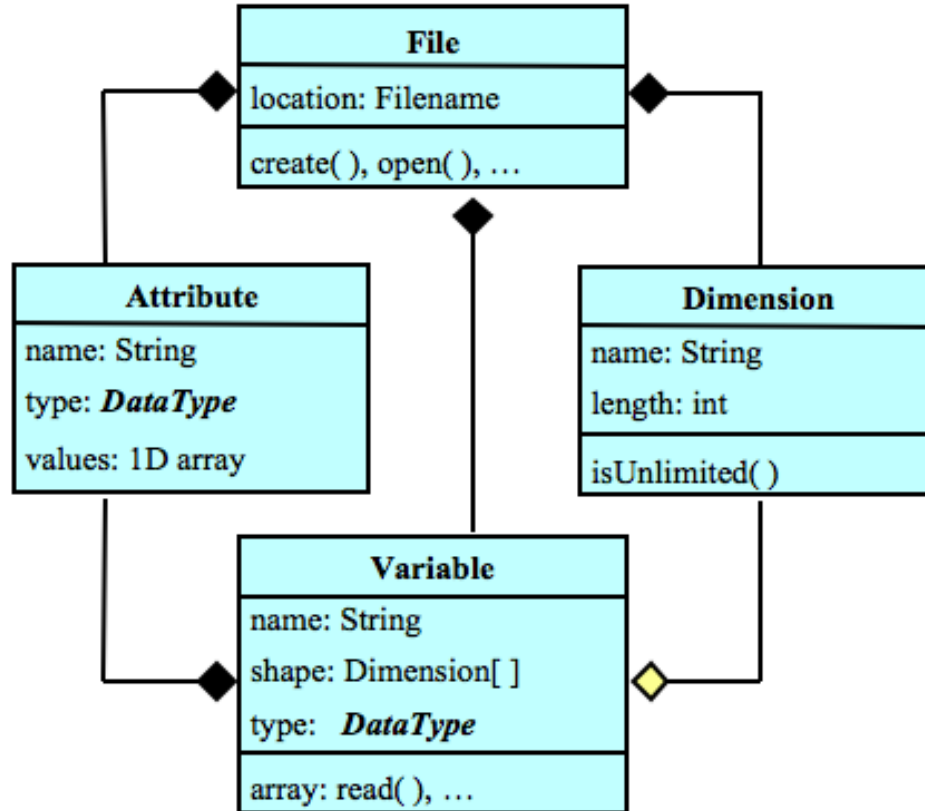 File
location: Filename
create( ), open( ), …
Attribute
name: String
type: DataType
values: 1D array
Dimension
name: String
length: int
isUnlimited( )
Variable
name: String
shape: Dimension[ ]
type: DataType
array: read( ), …